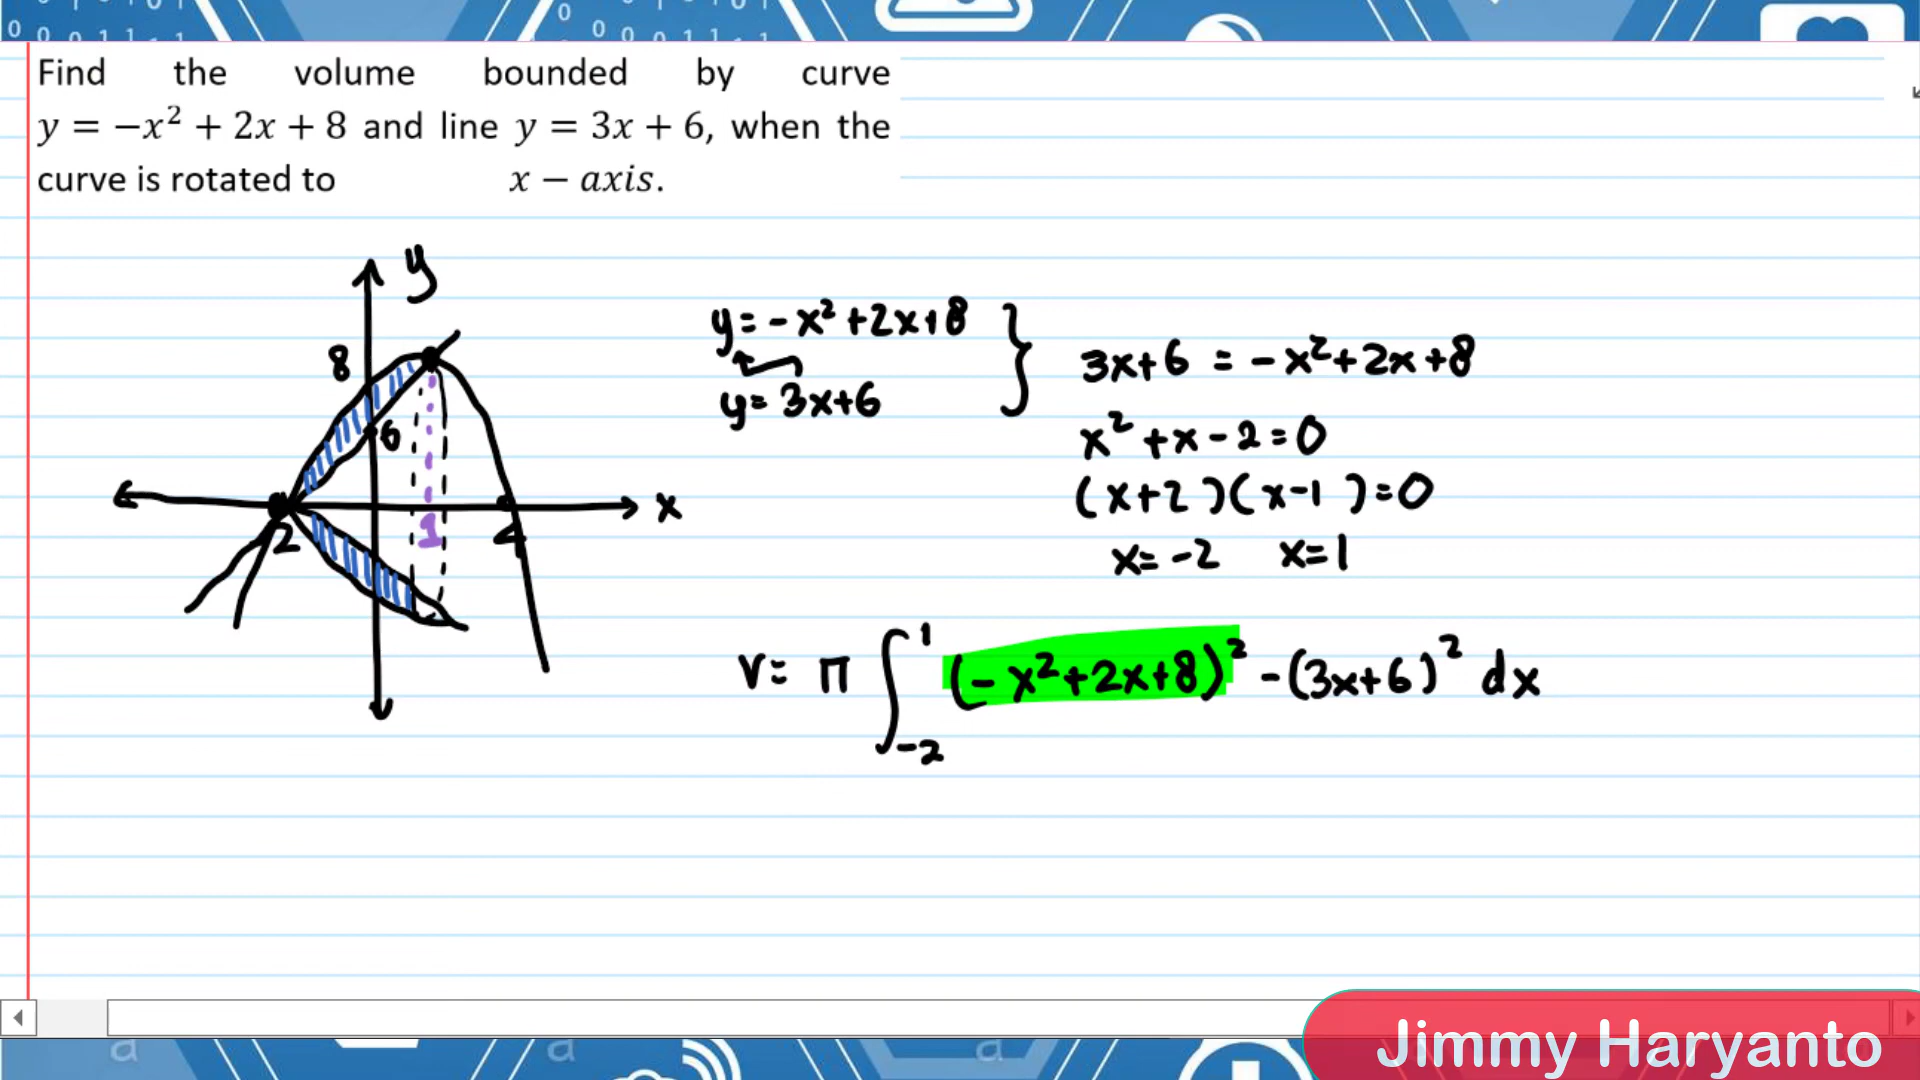 Find the volume bounded by curve
y = −x² + 2x + 8 and line y = 3x + 6, when the
curve is rotated to x − axis.
y
8
6
2
1
4
x
y = -x² +2x+8
y = 3x+6
}
3x+6 = -x²+2x+8
x² +x-2=0
(x+2)(x-1)=0
x=-2 x=1
V= π ∫₋₂¹ (-x²+2x+8)² -(3x+6)² dx
Jimmy Haryanto